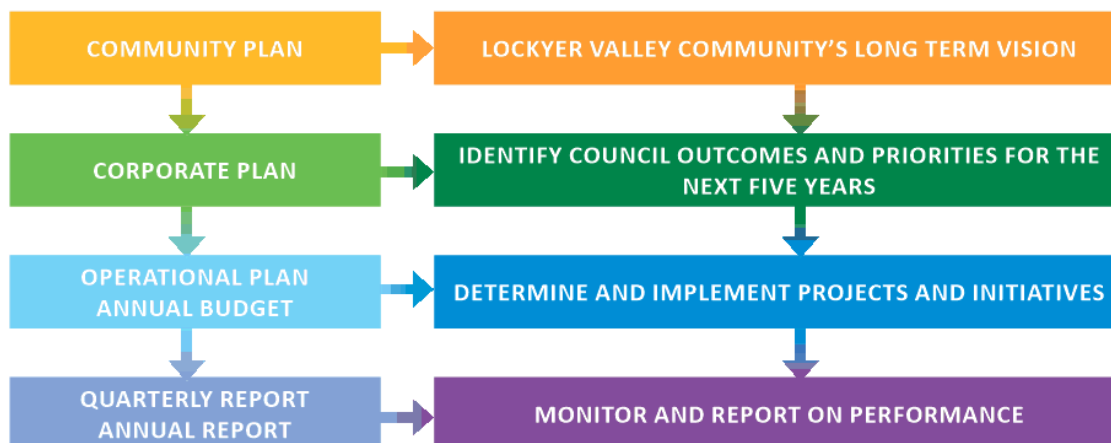 COMMUNITY PLAN
LOCKYER VALLEY COMMUNITY'S LONG TERM VISION
CORPORATE PLAN
IDENTIFY COUNCIL OUTCOMES AND PRIORITIES FOR THE
NEXT FIVE YEARS
OPERATIONAL PLAN
ANNUAL BUDGET
DETERMINE AND IMPLEMENT PROJECTS AND INITIATIVES
QUARTERLY REPORT
ANNUAL REPORT
MONITOR AND REPORT ON PERFORMANCE